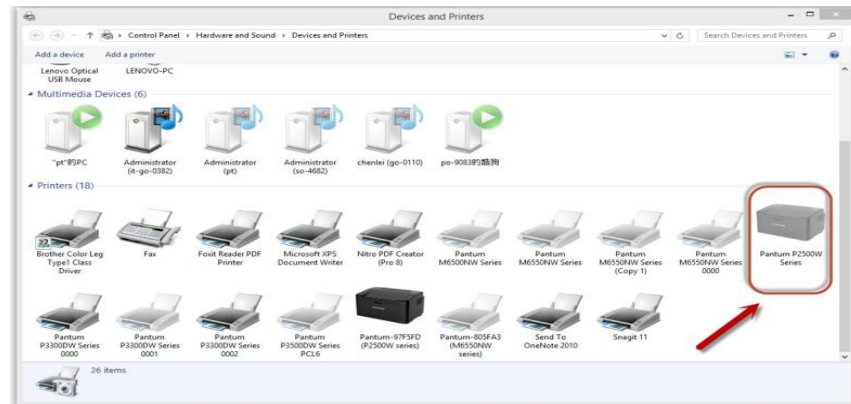 Devices and Printers
Control Panel ▸ Hardware and Sound ▸ Devices and Printers
Search Devices and Printers
Add a device Add a printer
Lenovo Optical USB Mouse
LENOVO-PC
Multimedia Devices (6)
"pt"的PC
Administrator (it-go-0382)
Administrator (pt)
Administrator (so-4682)
chenlei (go-0110)
po-9083的酷狗
Printers (18)
Brother Color Leg Type1 Class Driver
Fax
Foxit Reader PDF Printer
Microsoft XPS Document Writer
Nitro PDF Creator (Pro 8)
Pantum M6500NW Series
Pantum M6550NW Series
Pantum M6550NW Series (Copy 1)
Pantum M6550NW Series 0000
Pantum P2500W Series
Pantum P3300DW Series 0000
Pantum P3300DW Series 0001
Pantum P3300DW Series 0002
Pantum P3500DW Series PCL6
Pantum-97F5FD (P2500W series)
Pantum-805FA3 (M6550NW series)
Send To OneNote 2010
Snagit 11
26 items